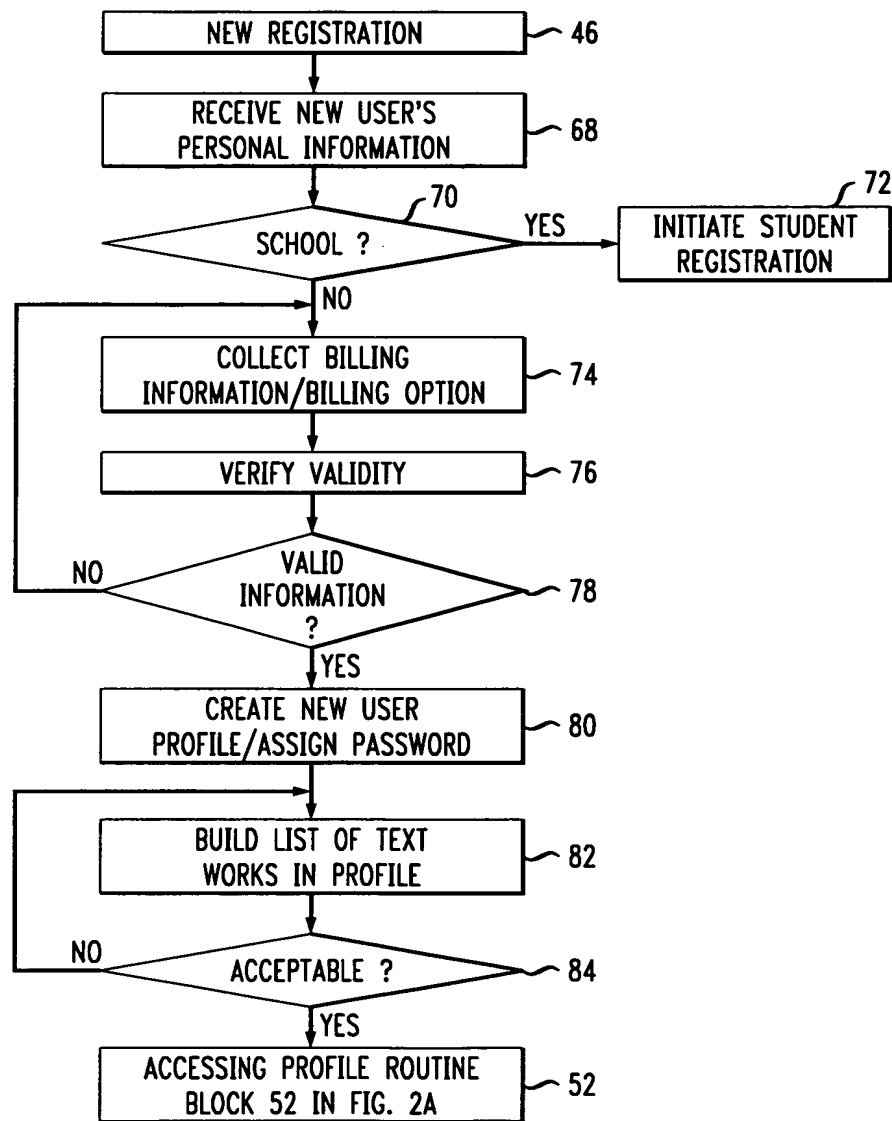 NEW REGISTRATION
46
RECEIVE NEW USER'S
PERSONAL INFORMATION
68
70
SCHOOL ?
YES
72
INITIATE STUDENT
REGISTRATION
NO
COLLECT BILLING
INFORMATION/BILLING OPTION
74
VERIFY VALIDITY
76
NO
VALID
INFORMATION
?
78
YES
CREATE NEW USER
PROFILE/ASSIGN PASSWORD
80
BUILD LIST OF TEXT
WORKS IN PROFILE
82
NO
ACCEPTABLE ?
84
YES
ACCESSING PROFILE ROUTINE
BLOCK 52 IN FIG. 2A
52